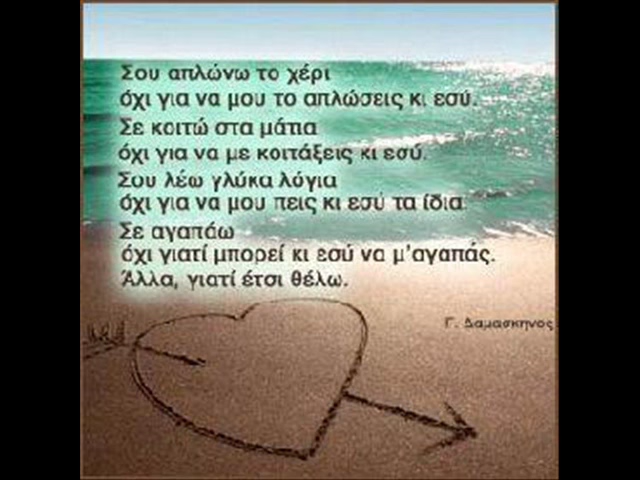 Σου απλώνω το χέρι
όχι για να μου το απλώσεις κι εσύ.
Σε κοιτώ στα μάτια
όχι για να με κοιτάξεις κι εσύ.
Σου λέω γλύκα λόγια
όχι για να μου πεις κι εσύ τα ίδια
Σε αγαπάω
όχι γιατί μπορεί κι εσύ να μ'αγαπάς.
Άλλα, γιατί έτσι θέλω.
Γ. Δαμασκηνος